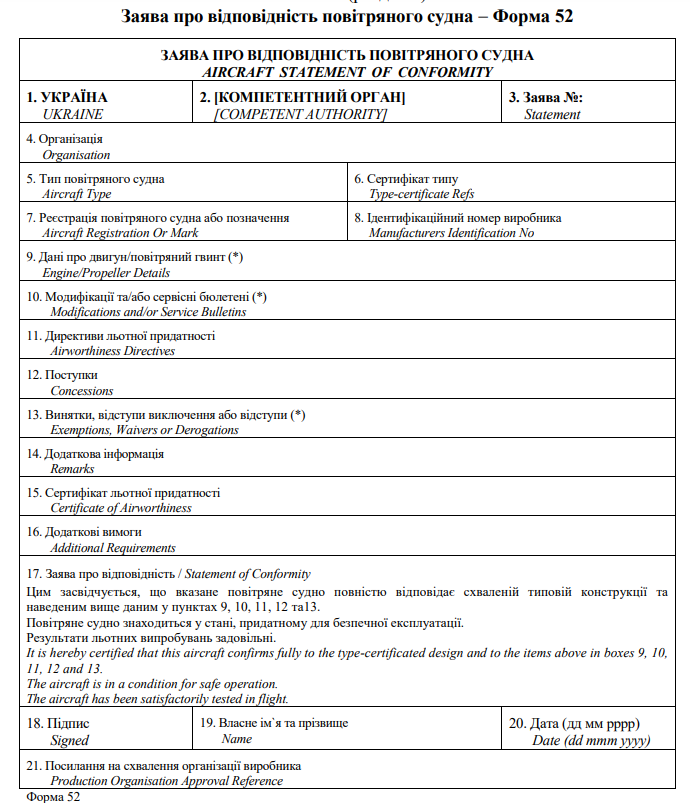 Заява про відповідність повітряного судна – Форма 52
ЗАЯВА ПРО ВІДПОВІДНІСТЬ ПОВІТРЯНОГО СУДНА
AIRCRAFT STATEMENT OF CONFORMITY
1. УКРАЇНА
UKRAINE
2. [КОМПЕТЕНТНИЙ ОРГАН]
[COMPETENT AUTHORITY]
3. Заява №:
Statement
4. Організація
Organisation
5. Тип повітряного судна
Aircraft Type
6. Сертифікат типу
Type-certificate Refs
7. Реєстрація повітряного судна або позначення
Aircraft Registration Or Mark
8. Ідентифікаційний номер виробника
Manufacturers Identification No
9. Дані про двигун/повітряний гвинт (*)
Engine/Propeller Details
10. Модифікації та/або сервісні бюлетені (*)
Modifications and/or Service Bulletins
11. Директиви льотної придатності
Airworthiness Directives
12. Поступки
Concessions
13. Винятки, відступи виключення або відступи (*)
Exemptions, Waivers or Derogations
14. Додаткова інформація
Remarks
15. Сертифікат льотної придатності
Certificate of Airworthiness
16. Додаткові вимоги
Additional Requirements
17. Заява про відповідність / Statement of Conformity
Цим засвідчується, що вказане повітряне судно повністю відповідає схваленій типовій конструкції та
наведеним вище даним у пунктах 9, 10, 11, 12 та13.
Повітряне судно знаходиться у стані, придатному для безпечної експлуатації.
Результати льотних випробувань задовільні.
It is hereby certified that this aircraft confirms fully to the type-certificated design and to the items above in boxes 9, 10,
11, 12 and 13.
The aircraft is in a condition for safe operation.
The aircraft has been satisfactorily tested in flight.
18. Підпис
Signed
19. Власне ім`я та прізвище
Name
20. Дата (дд мм рррр)
Date (dd mmm yyyy)
21. Посилання на схвалення організації виробника
Production Organisation Approval Reference
Форма 52